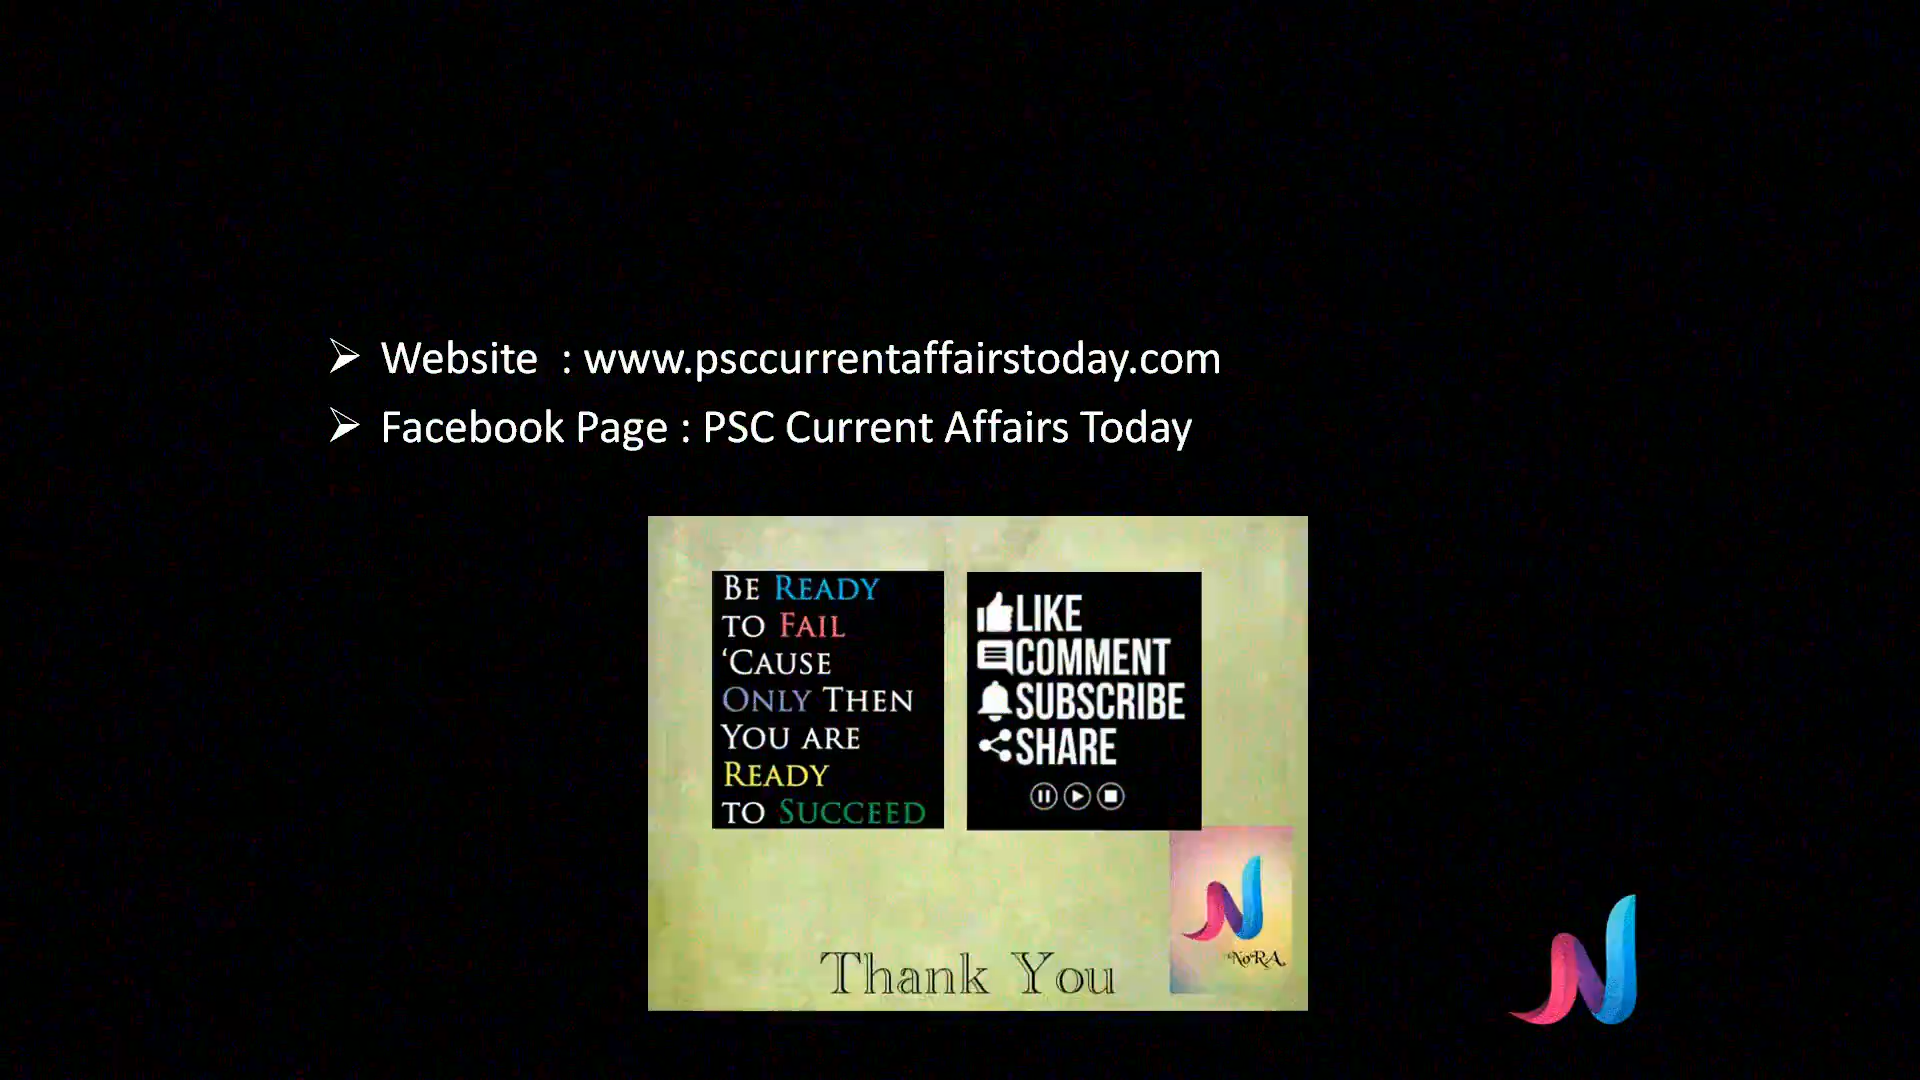 Website : www.psccurrentaffairstoday.com
Facebook Page : PSC Current Affairs Today
BE READY
TO FAIL
‘CAUSE
ONLY THEN
YOU ARE
READY
TO SUCCEED
LIKE
COMMENT
SUBSCRIBE
SHARE
NoRA
Thank You